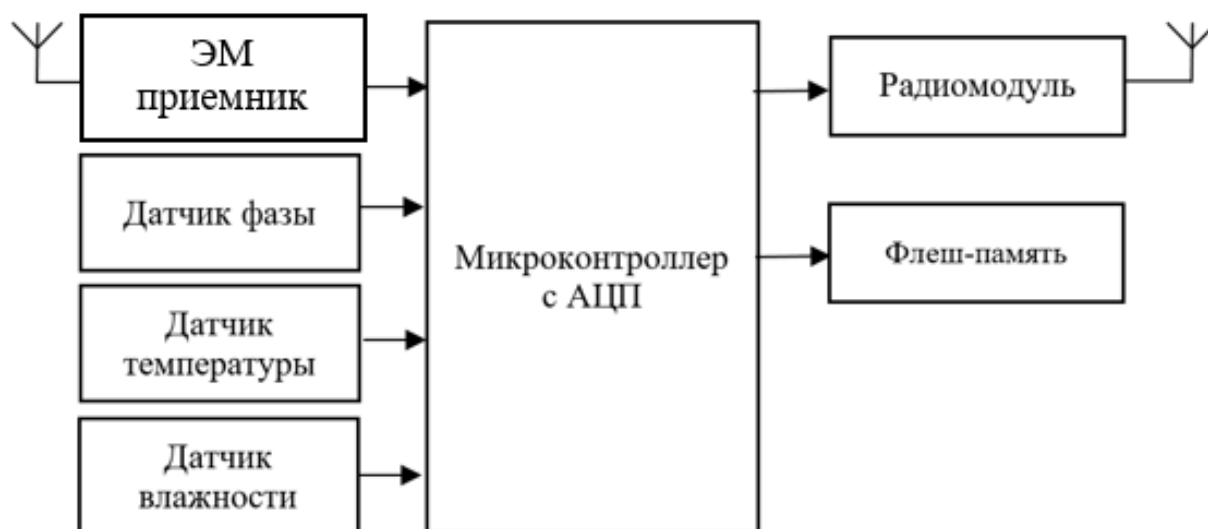 ЭМ
приемник
Датчик фазы
Датчик
температуры
Датчик
влажности
Микроконтроллер
с АЦП
Радиомодуль
Флеш-память